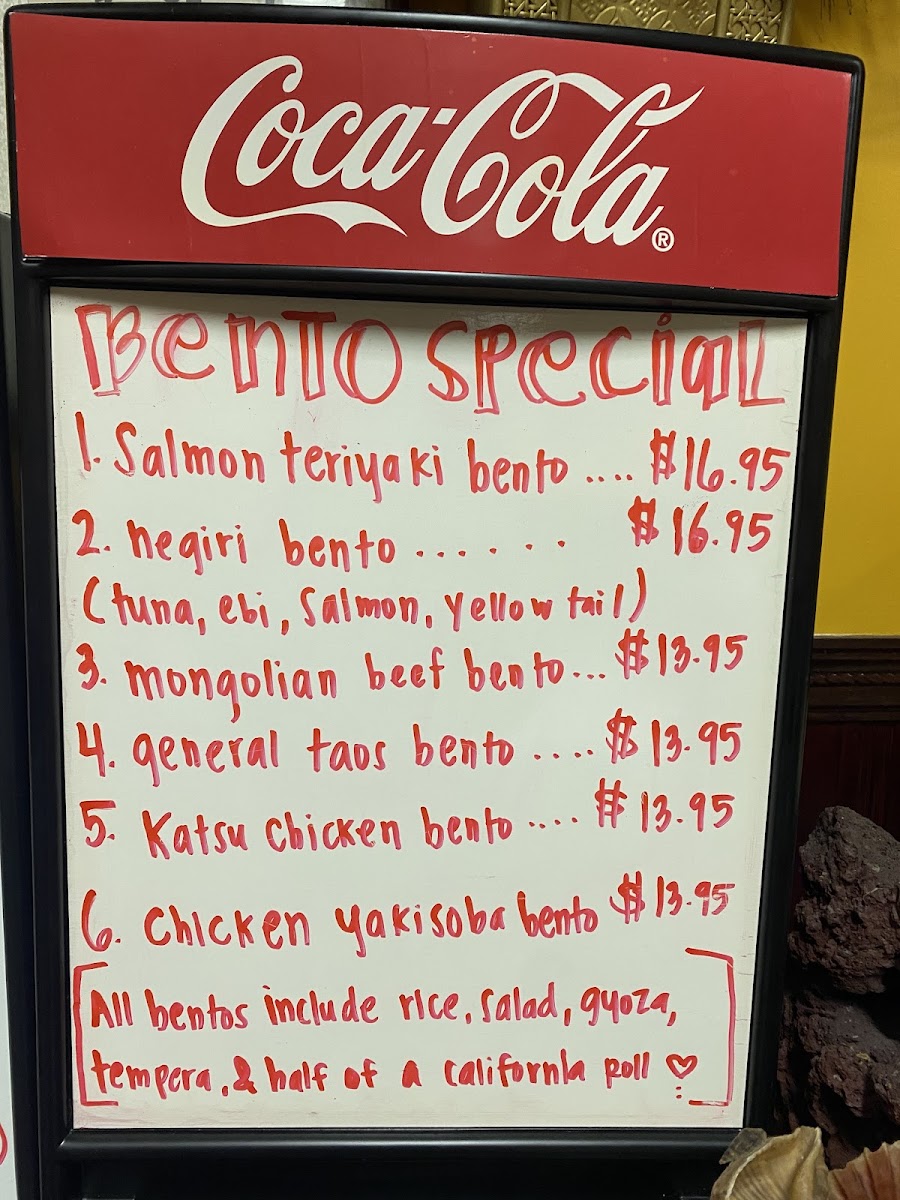 Coca-Cola®
Bento Special
1. Salmon teriyaki bento .... $16.95
2. negiri bento ...... $16.95
(tuna, ebi, salmon, yellow tail)
3. mongolian beef bento... $13.95
4. general taos bento .... $13.95
5. Katsu chicken bento .... $13.95
6. Chicken yakisoba bento $13.95
[All bentos include rice, salad, gyoza,
tempera, & half of a california roll ♡]